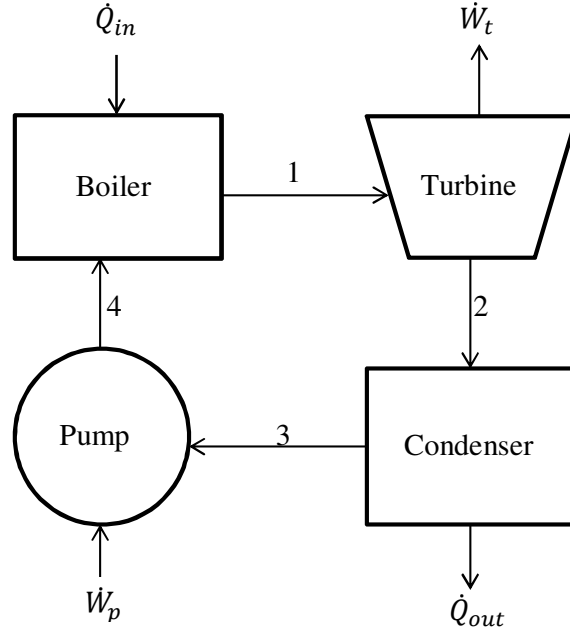 Q̇in
Ẇt
Boiler
1
Turbine
4
2
Pump
3
Condenser
Ẇp
Q̇out